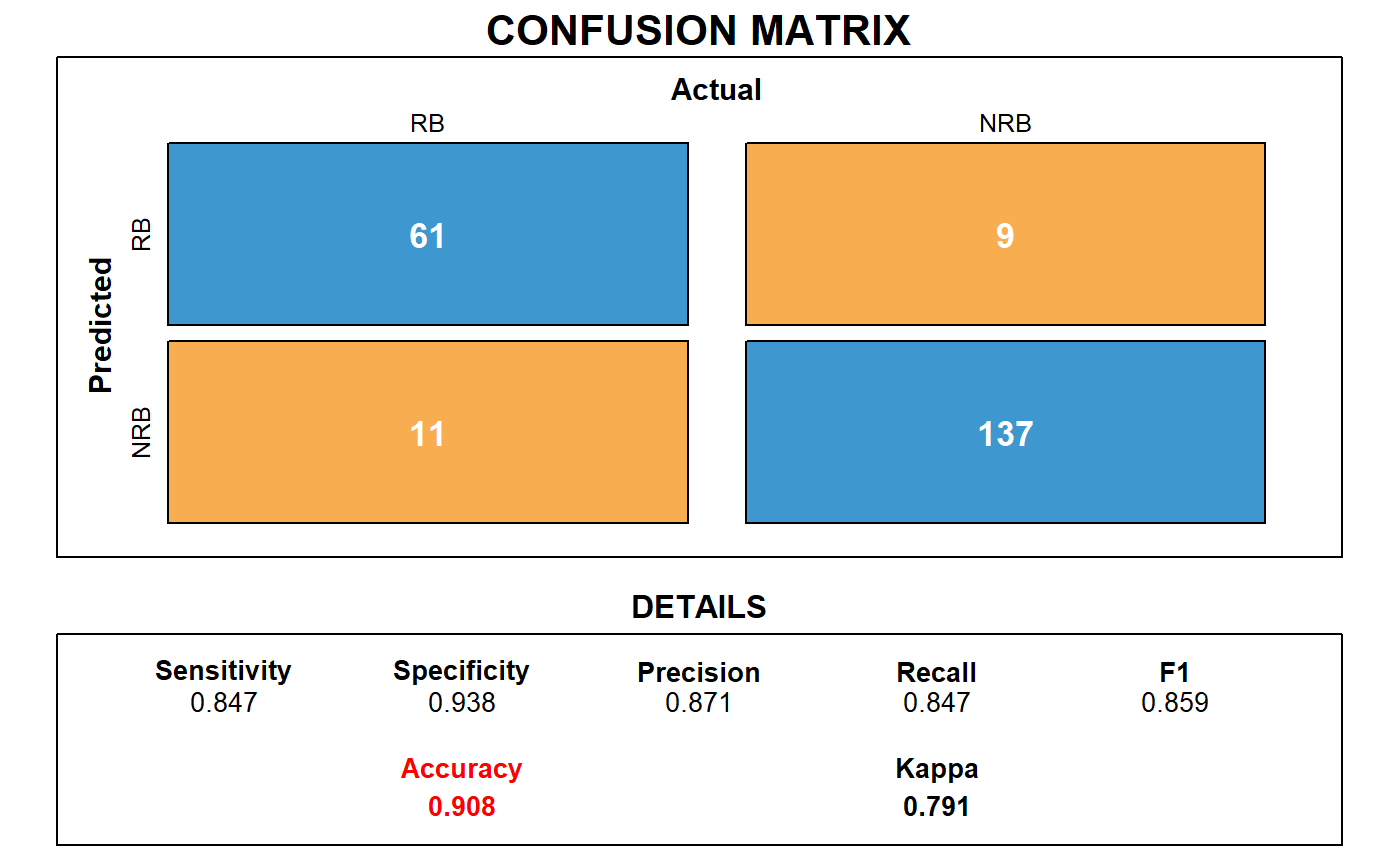 CONFUSION MATRIX
Actual
RB NRB
Predicted
RB
61 9
NRB
11 137
DETAILS
Sensitivity Specificity Precision Recall F1
0.847 0.938 0.871 0.847 0.859
Accuracy Kappa
0.908 0.791